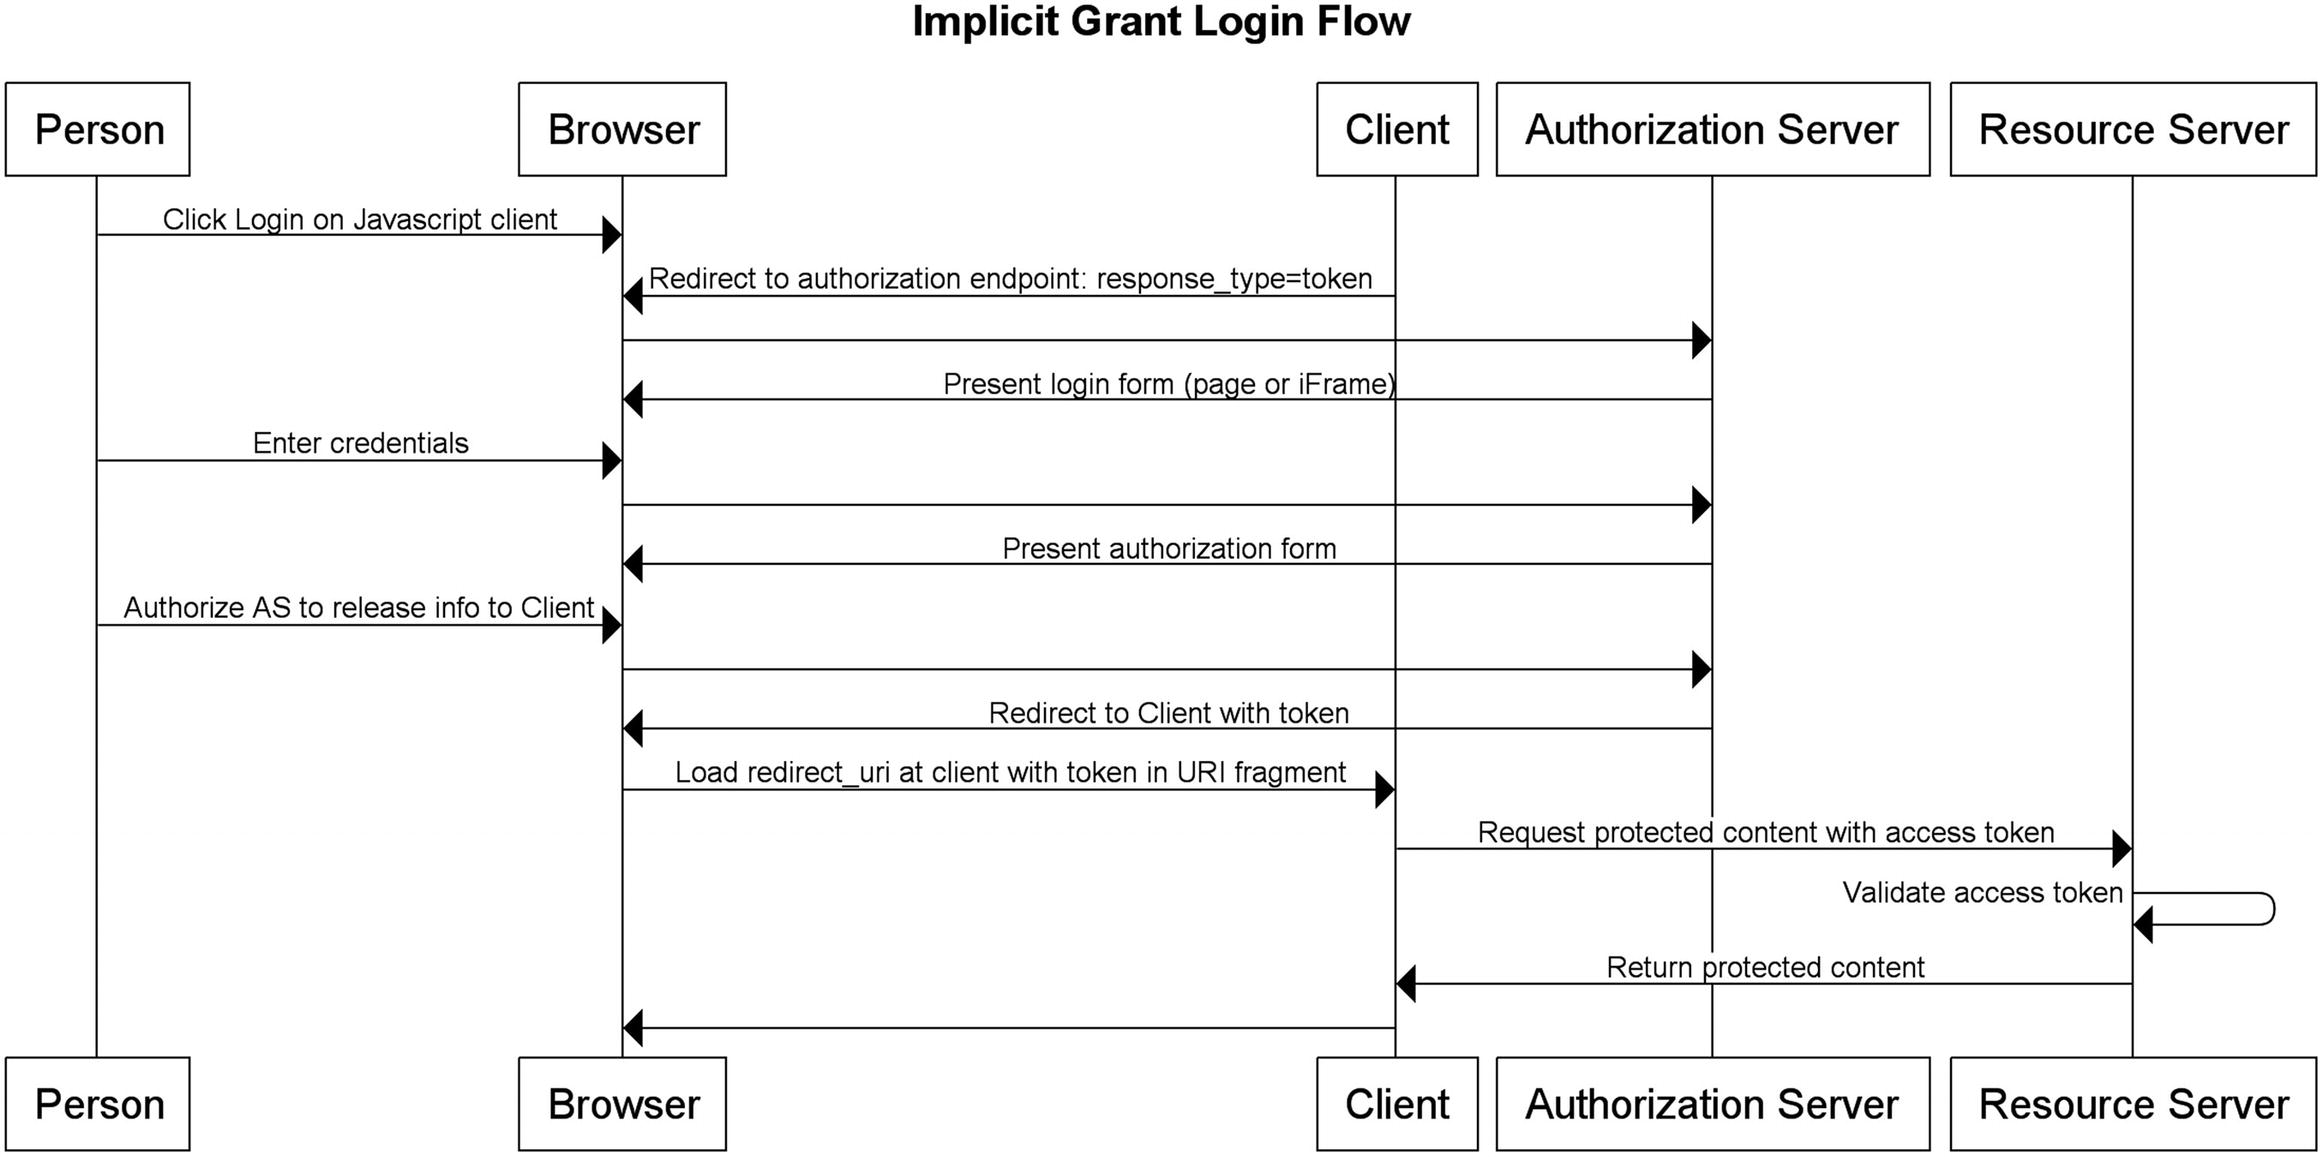 Implicit Grant Login Flow
Person
Browser
Client
Authorization Server
Resource Server
Click Login on Javascript client
Redirect to authorization endpoint: response_type=token
Present login form (page or iFrame)
Enter credentials
Present authorization form
Authorize AS to release info to Client
Redirect to Client with token
Load redirect_uri at client with token in URI fragment
Request protected content with access token
Validate access token
Return protected content
Person
Browser
Client
Authorization Server
Resource Server